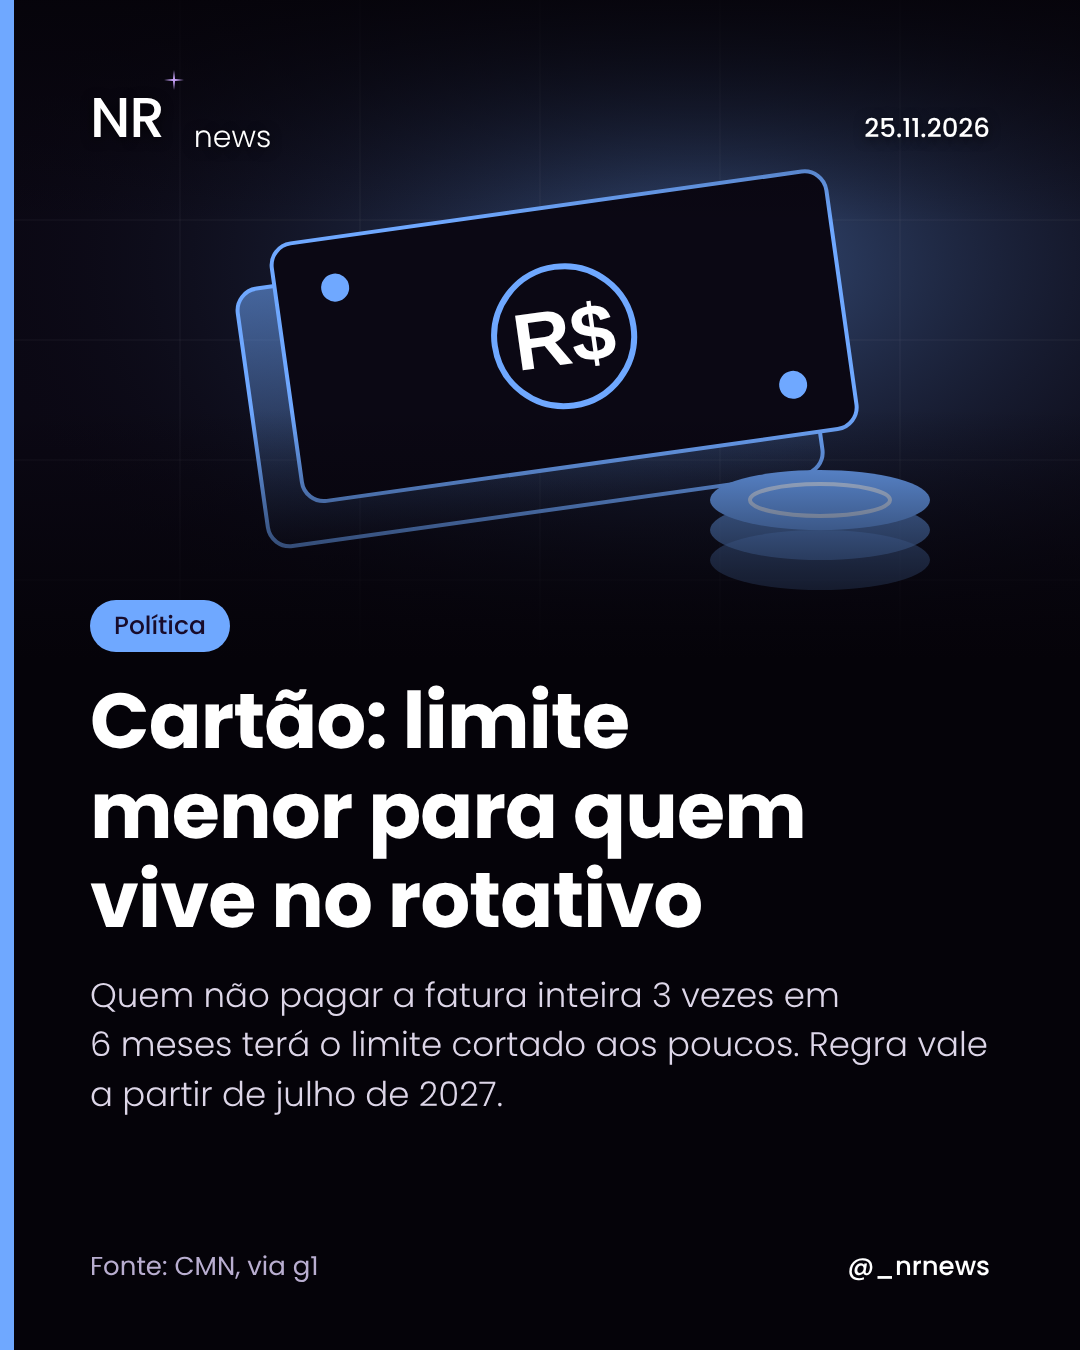 NR
news
25.11.2026
R$
Política
Cartão: limite
menor para quem
vive no rotativo
Quem não pagar a fatura inteira 3 vezes em
6 meses terá o limite cortado aos poucos. Regra vale
a partir de julho de 2027.
Fonte: CMN, via g1
@_nrnews